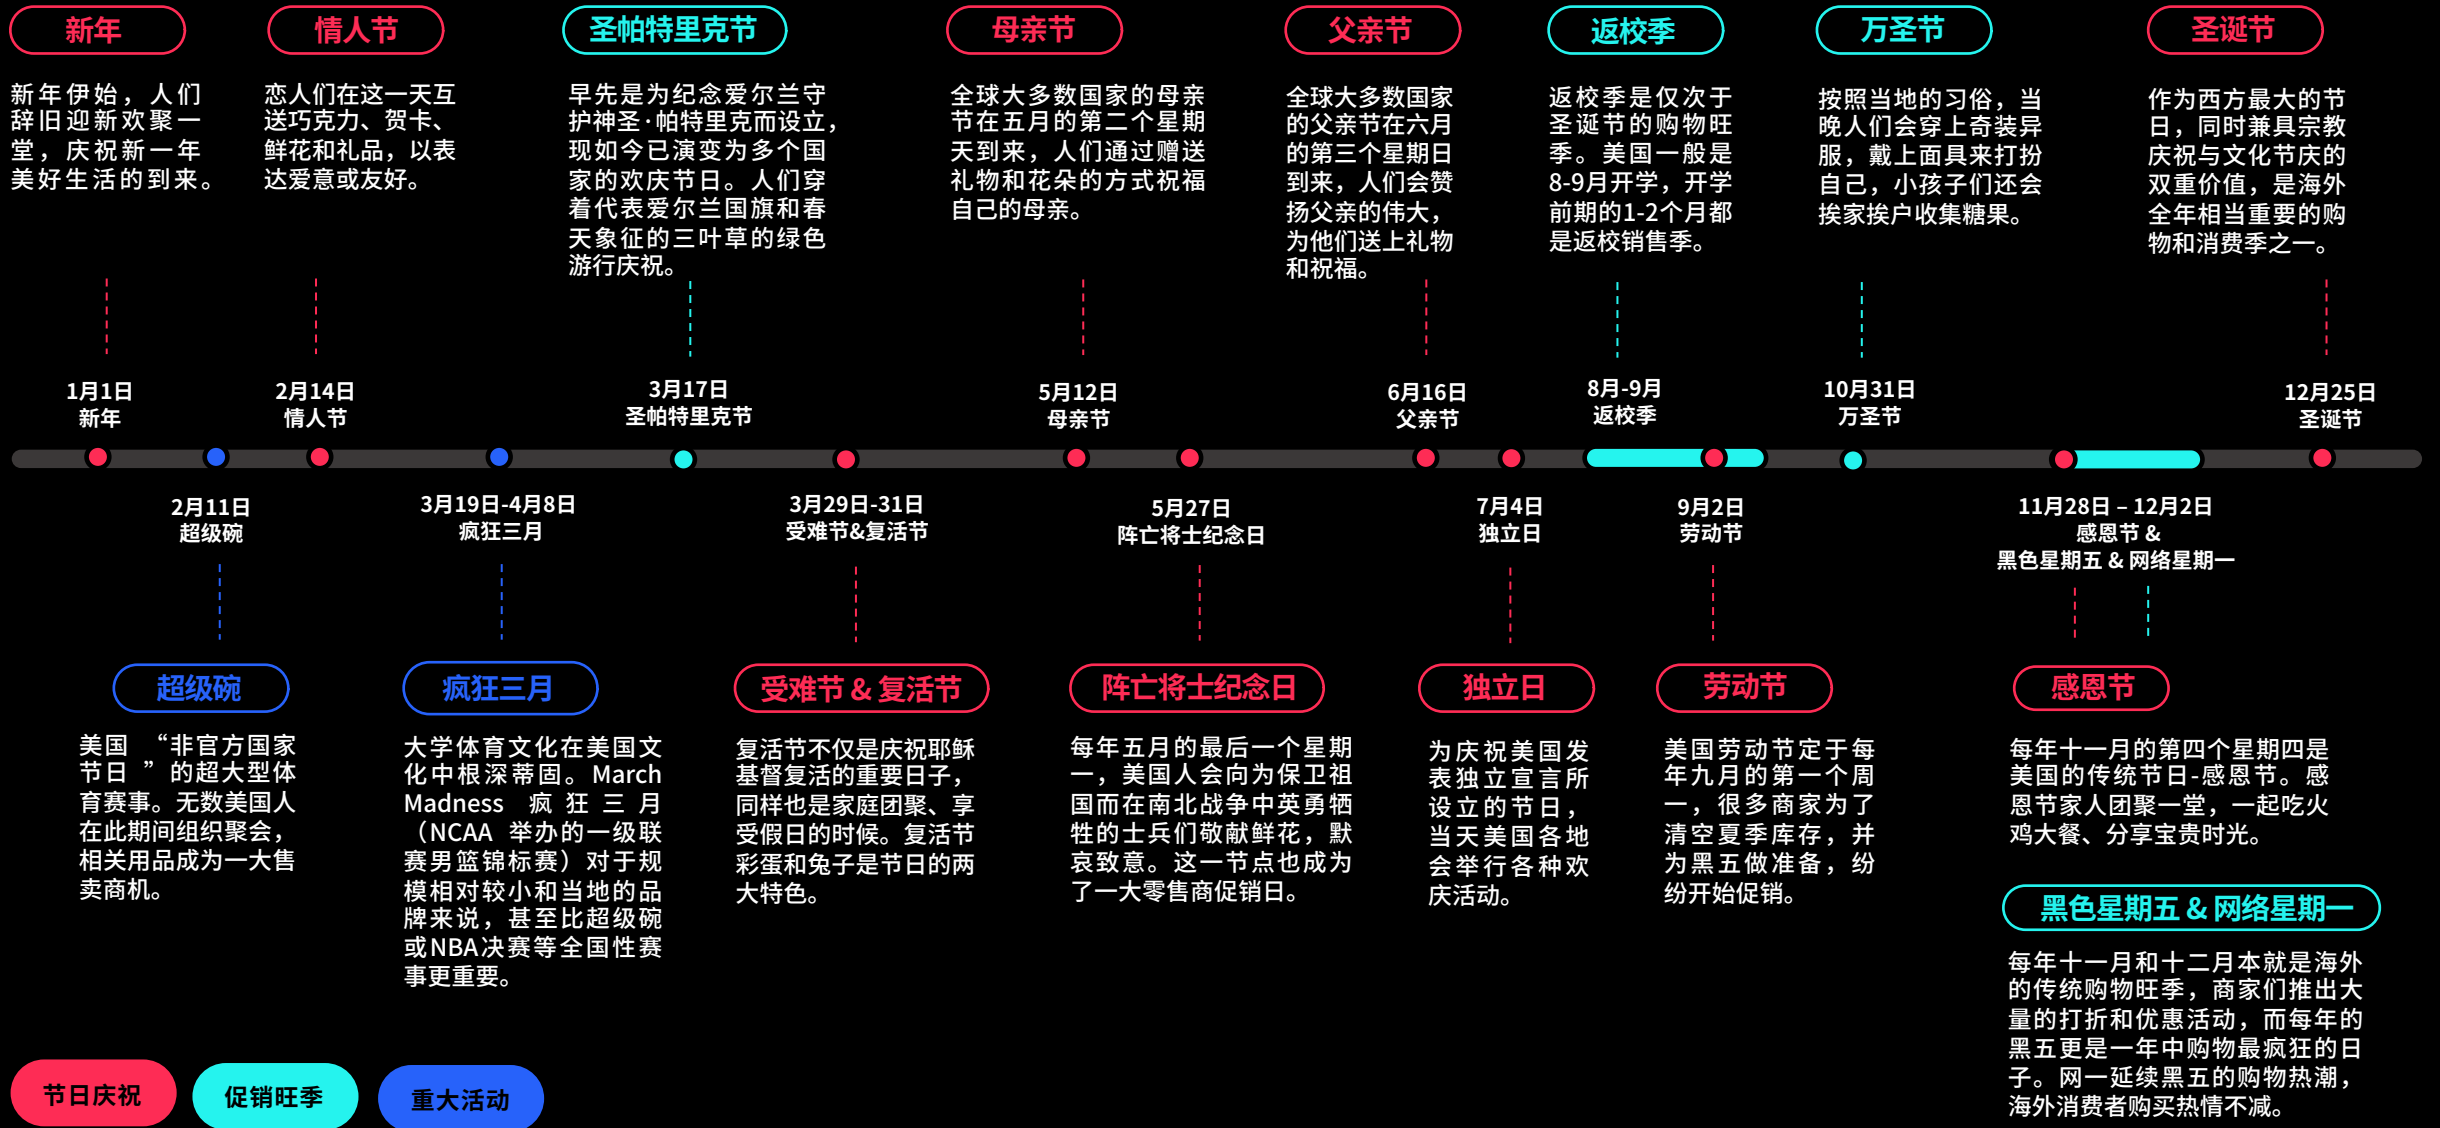 新年
新年伊始，人们
辞旧迎新欢聚一
堂，庆祝新一年
美好生活的到来。
情人节
恋人们在这一天互
送巧克力、贺卡、
鲜花和礼品，以表
达爱意或友好。
圣帕特里克节
早先是为纪念爱尔兰守
护神圣·帕特里克而设立，
现如今已演变为多个国
家的欢庆节日。人们穿
着代表爱尔兰国旗和春
天象征的三叶草的绿色
游行庆祝。
母亲节
全球大多数国家的母亲
节在五月的第二个星期
天到来，人们通过赠送
礼物和花朵的方式祝福
自己的母亲。
父亲节
全球大多数国家
的父亲节在六月
的第三个星期日
到来，人们会赞
扬父亲的伟大，
为他们送上礼物
和祝福。
返校季
返校季是仅次于
圣诞节的购物旺
季。美国一般是
8-9月开学，开学
前期的1-2个月都
是返校销售季。
万圣节
按照当地的习俗，当
晚人们会穿上奇装异
服，戴上面具来打扮
自己，小孩子们还会
挨家挨户收集糖果。
圣诞节
作为西方最大的节
日，同时兼具宗教
庆祝与文化节庆的
双重价值，是海外
全年相当重要的购
物和消费季之一。
1月1日
新年
2月14日
情人节
3月17日
圣帕特里克节
5月12日
母亲节
6月16日
父亲节
8月-9月
返校季
10月31日
万圣节
12月25日
圣诞节
2月11日
超级碗
3月19日-4月8日
疯狂三月
3月29日-31日
受难节&复活节
5月27日
阵亡将士纪念日
7月4日
独立日
9月2日
劳动节
11月28日 – 12月2日
感恩节 &
黑色星期五 & 网络星期一
超级碗
美国 “非官方国家
节日 ” 的超大型体
育赛事。无数美国人
在此期间组织聚会，
相关用品成为一大售
卖商机。
疯狂三月
大学体育文化在美国文
化中根深蒂固。March
Madness 疯狂三月
（NCAA 举办的一级联
赛男篮锦标赛）对于规
模相对较小和当地的品
牌来说，甚至比超级碗
或NBA决赛等全国性赛
事更重要。
受难节 & 复活节
复活节不仅是庆祝耶稣
基督复活的重要日子，
同样也是家庭团聚、享
受假日的时候。复活节
彩蛋和兔子是节日的两
大特色。
阵亡将士纪念日
每年五月的最后一个星期
一，美国人会向为保卫祖
国而在南北战争中英勇牺
牲的士兵们敬献鲜花，默
哀致意。这一节点也成为
了一大零售商促销日。
独立日
为庆祝美国发
表独立宣言所
设立的节日，
当天美国各地
会举行各种欢
庆活动。
劳动节
美国劳动节定于每
年九月的第一个周
一，很多商家为了
清空夏季库存，并
为黑五做准备，纷
纷开始促销。
感恩节
每年十一月的第四个星期四是
美国的传统节日-感恩节。感
恩节家人团聚一堂，一起吃火
鸡大餐、分享宝贵时光。
黑色星期五 & 网络星期一
每年十一月和十二月本就是海外
的传统购物旺季，商家们推出大
量的打折和优惠活动，而每年的
黑五更是一年中购物最疯狂的日
子。网一延续黑五的购物热潮，
海外消费者购买热情不减。
节日庆祝
促销旺季
重大活动